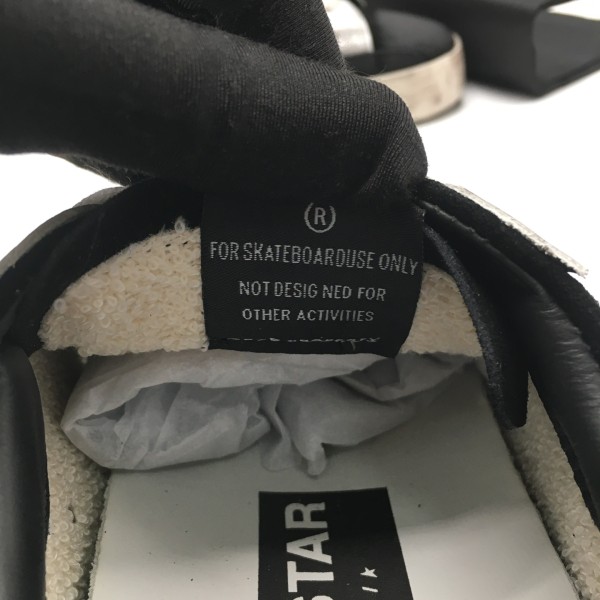 (R)
FOR SKATEBOARDUSE ONLY
NOT DESIG NED FOR
OTHER ACTIVITIES
STAR